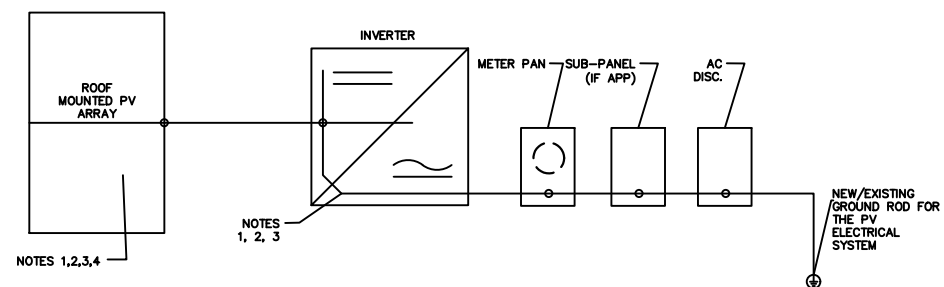 INVERTER
ROOF
MOUNTED PV
ARRAY
METER PAN
SUB-PANEL
(IF APP)
AC
DISC.
NOTES
1, 2, 3
NEW/EXISTING
GROUND ROD FOR
THE PV
ELECTRICAL
SYSTEM
NOTES 1,2,3,4